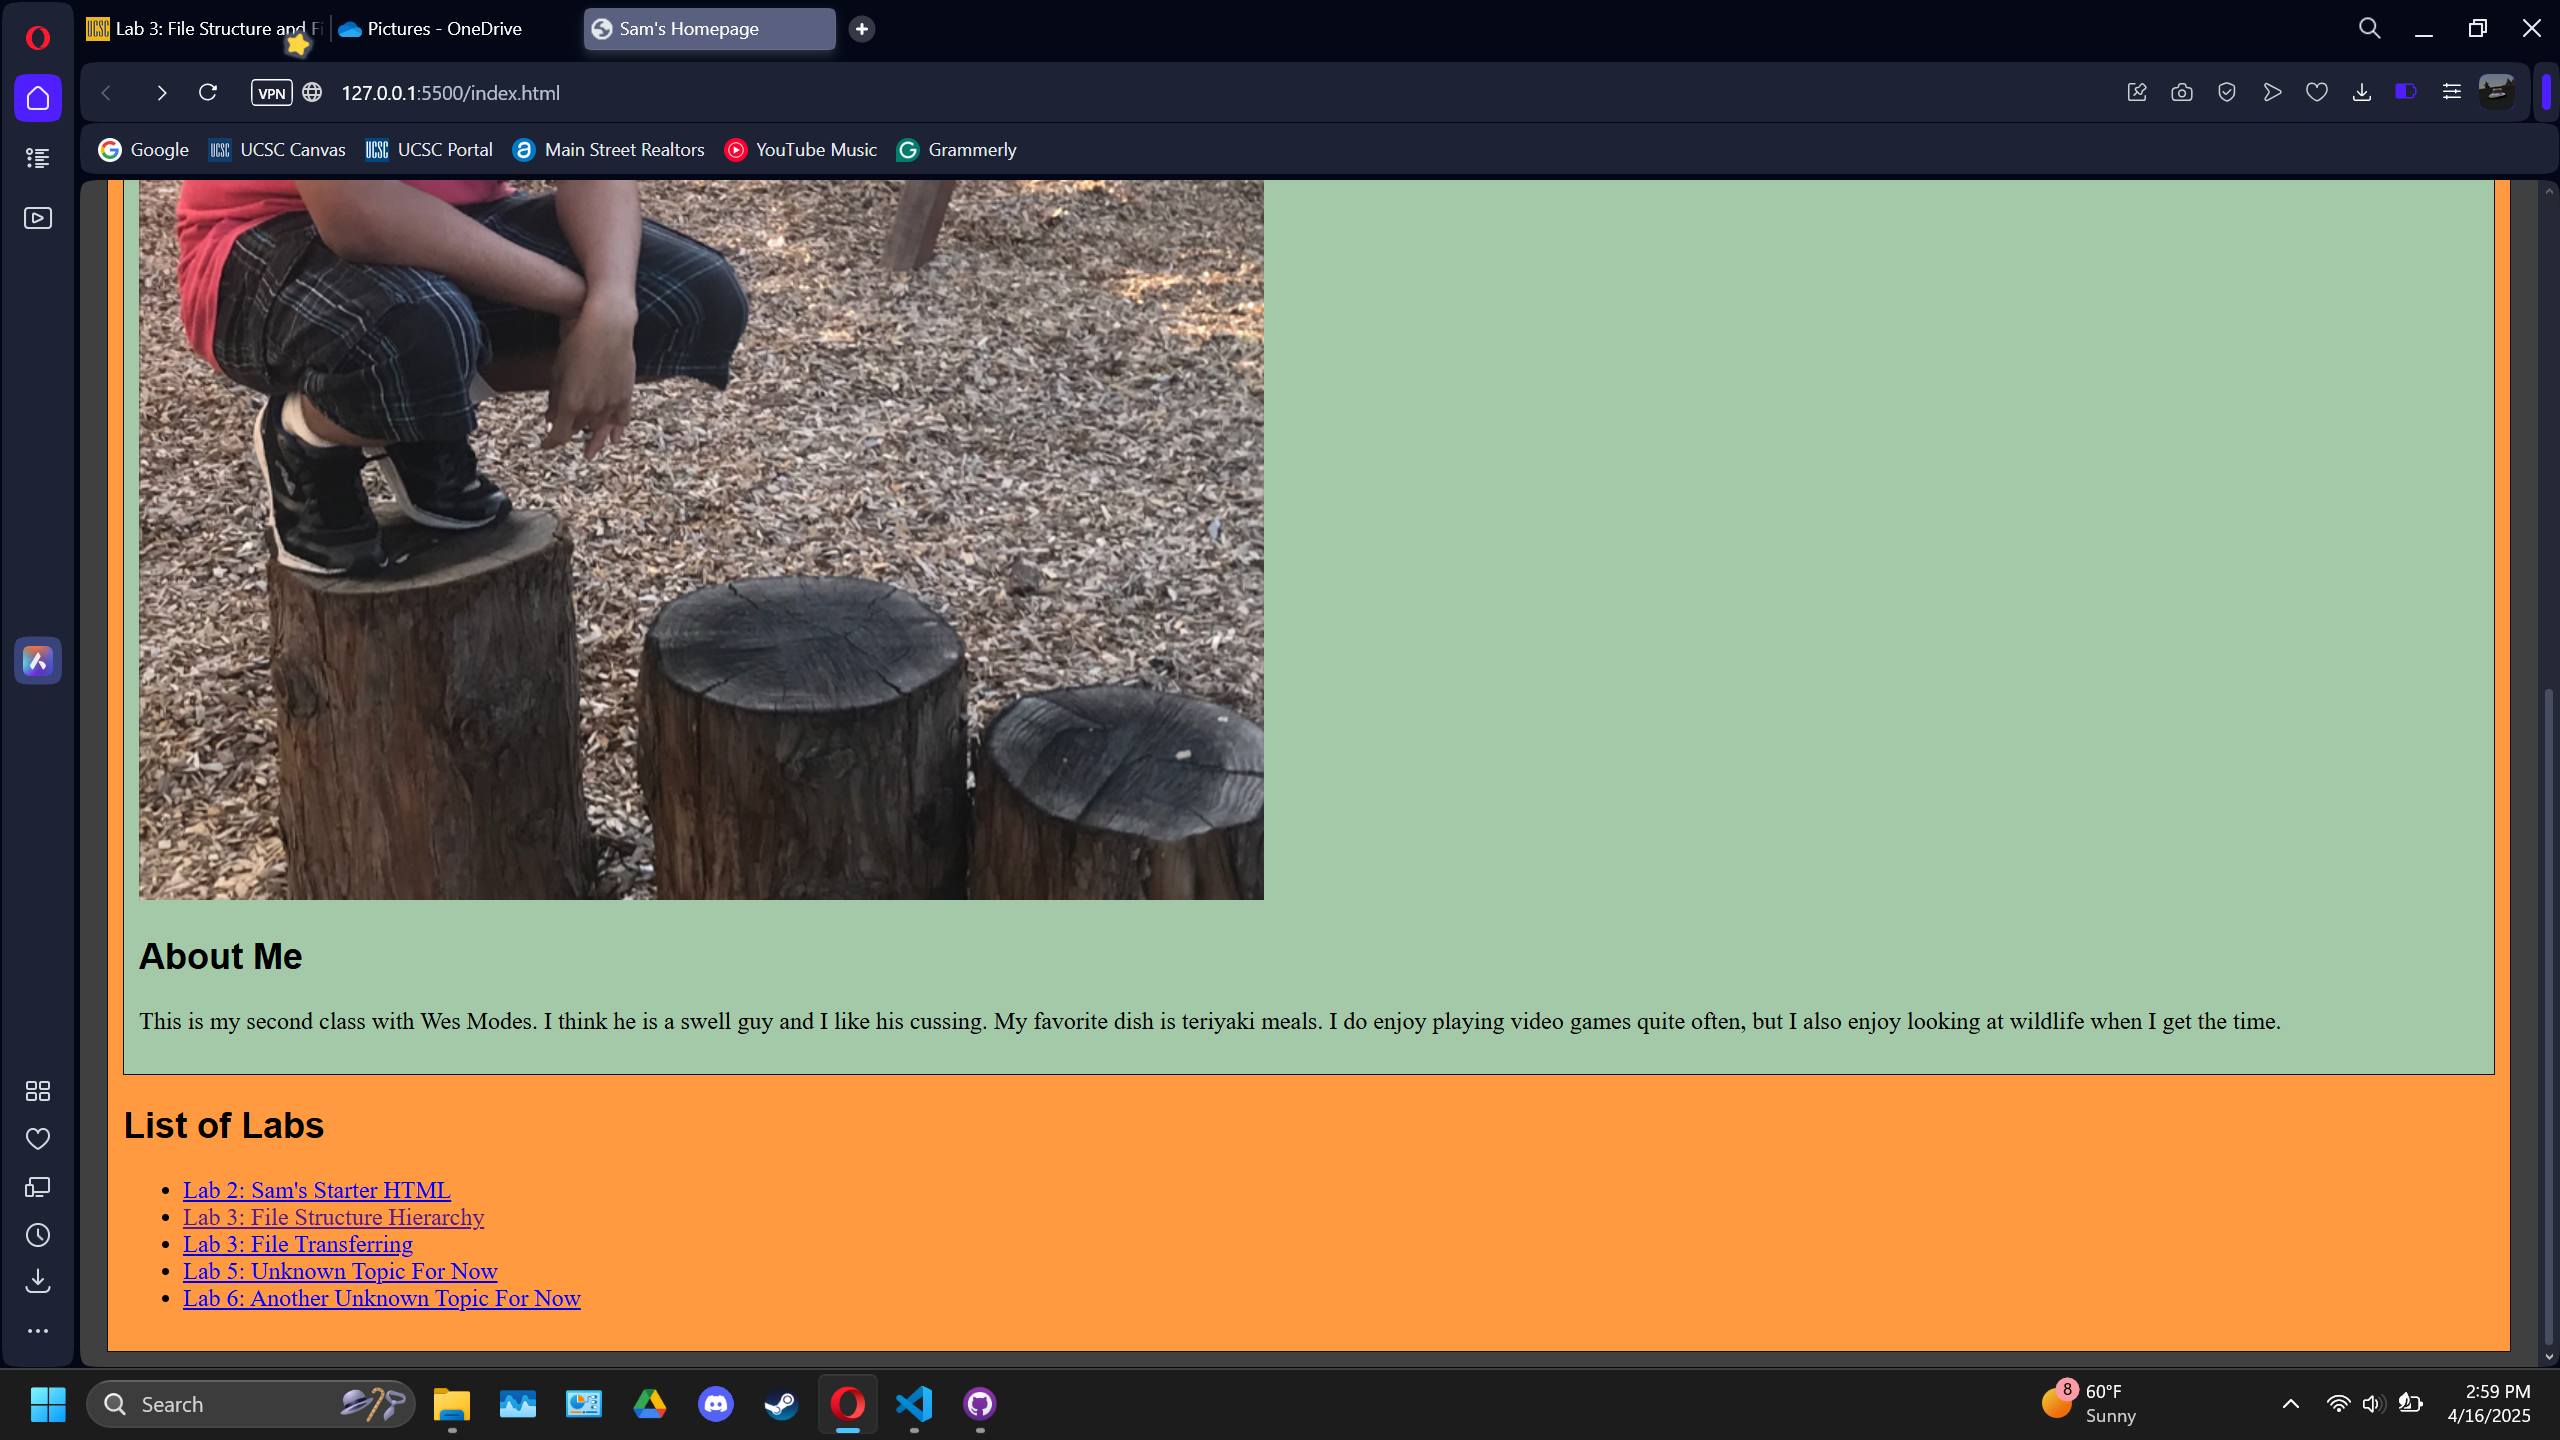 Lab 3: File Structure and Fi
Pictures - OneDrive
Sam's Homepage
VPN
127.0.0.1:5500/index.html
Google
UCSC Canvas
UCSC Portal
Main Street Realtors
YouTube Music
Grammerly
About Me
This is my second class with Wes Modes. I think he is a swell guy and I like his cussing. My favorite dish is teriyaki meals. I do enjoy playing video games quite often, but I also enjoy looking at wildlife when I get the time.
List of Labs
Lab 2: Sam's Starter HTML
Lab 3: File Structure Hierarchy
Lab 3: File Transferring
Lab 5: Unknown Topic For Now
Lab 6: Another Unknown Topic For Now
Search
8
60°F
Sunny
2:59 PM
4/16/2025